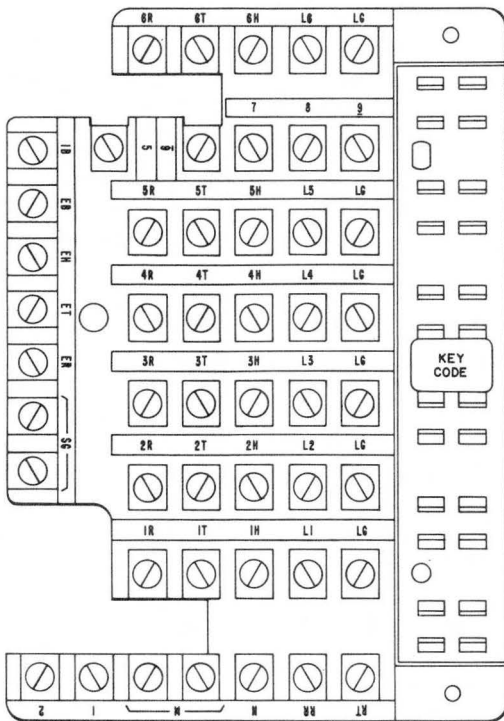 6R 6T 6H L6 LG
7 8 9
5 6
5R 5T 5H L5 LG
4R 4T 4H L4 LG
3R 3T 3H L3 LG
2R 2T 2H L2 LG
1R 1T 1H L1 LG
IB
EB
EH
ET
ER
SG
KEY
CODE
2 1 M N RR RT